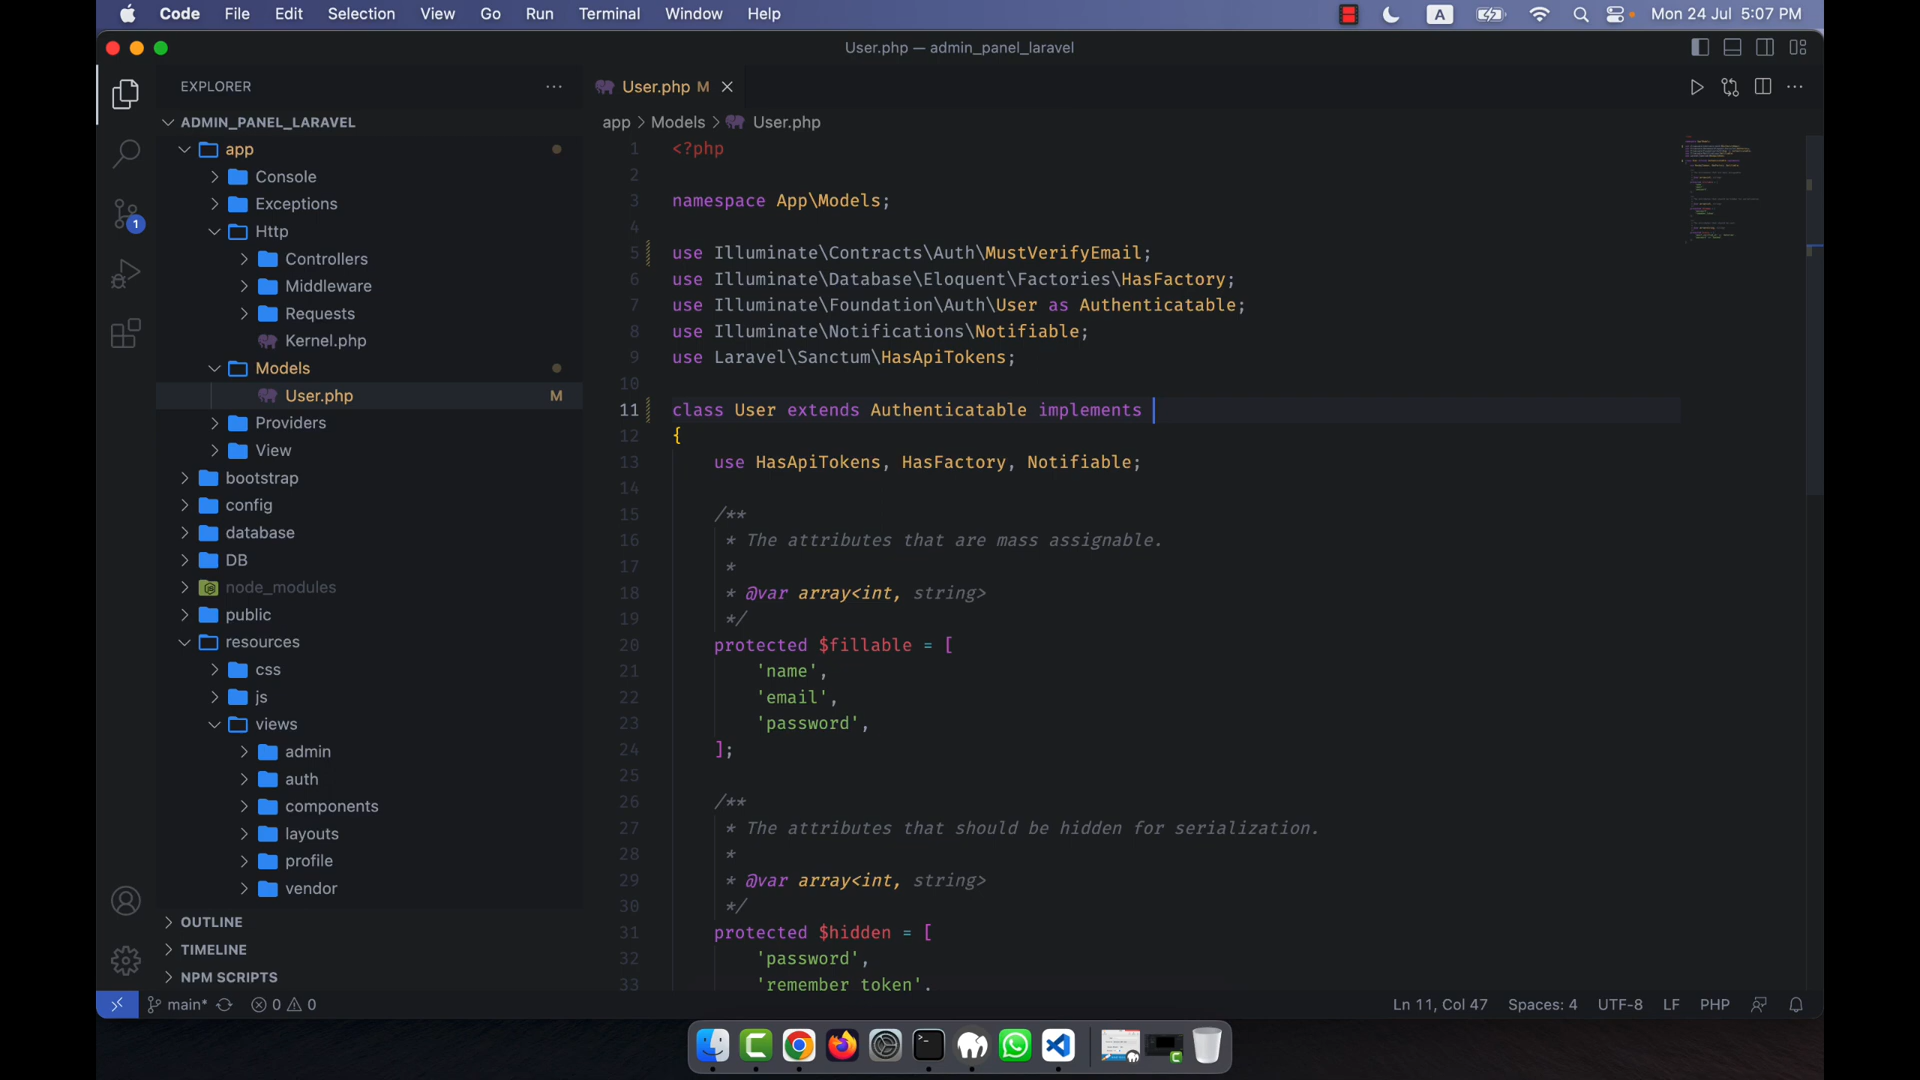 Code File Edit Selection View Go Run Terminal Window Help A Mon 24 Jul 5:07 PM
User.php — admin_panel_laravel
EXPLORER
ADMIN_PANEL_LARAVEL
app
Console
Exceptions
Http
Controllers
Middleware
Requests
Kernel.php
Models
User.php M
Providers
View
bootstrap
config
database
DB
node_modules
public
resources
css
js
views
admin
auth
components
layouts
profile
vendor
OUTLINE
TIMELINE
NPM SCRIPTS
1
User.php M
app > Models > User.php
1 <?php
2
3 namespace App\Models;
4
5 use Illuminate\Contracts\Auth\MustVerifyEmail;
6 use Illuminate\Database\Eloquent\Factories\HasFactory;
7 use Illuminate\Foundation\Auth\User as Authenticatable;
8 use Illuminate\Notifications\Notifiable;
9 use Laravel\Sanctum\HasApiTokens;
10
11 class User extends Authenticatable implements
12 {
13 use HasApiTokens, HasFactory, Notifiable;
14
15 /**
16 * The attributes that are mass assignable.
17 *
18 * @var array<int, string>
19 */
20 protected $fillable = [
21 'name',
22 'email',
23 'password',
24 ];
25
26 /**
27 * The attributes that should be hidden for serialization.
28 *
29 * @var array<int, string>
30 */
31 protected $hidden = [
32 'password',
33 'remember_token',
main* 0 0 Ln 11, Col 47 Spaces: 4 UTF-8 LF PHP